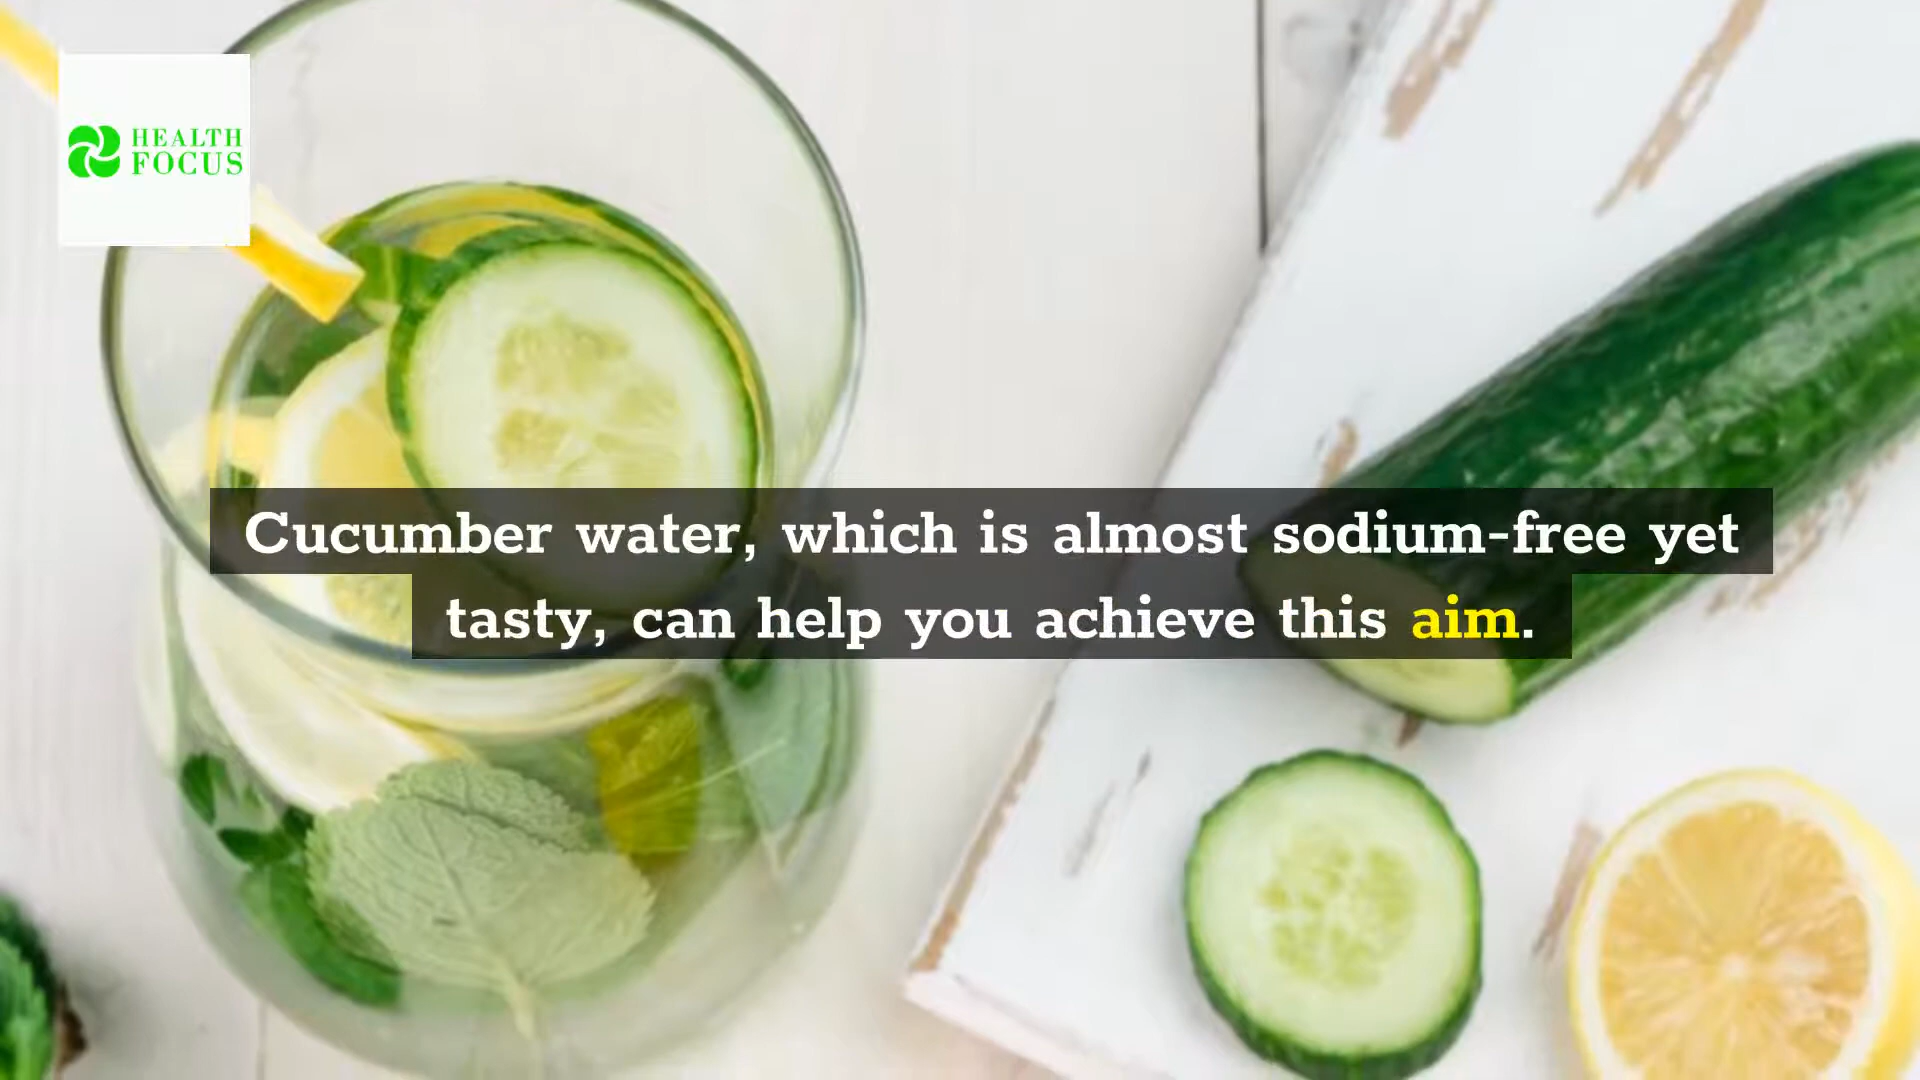 HEALTH
FOCUS
Cucumber water, which is almost sodium-free yet
tasty, can help you achieve this aim.